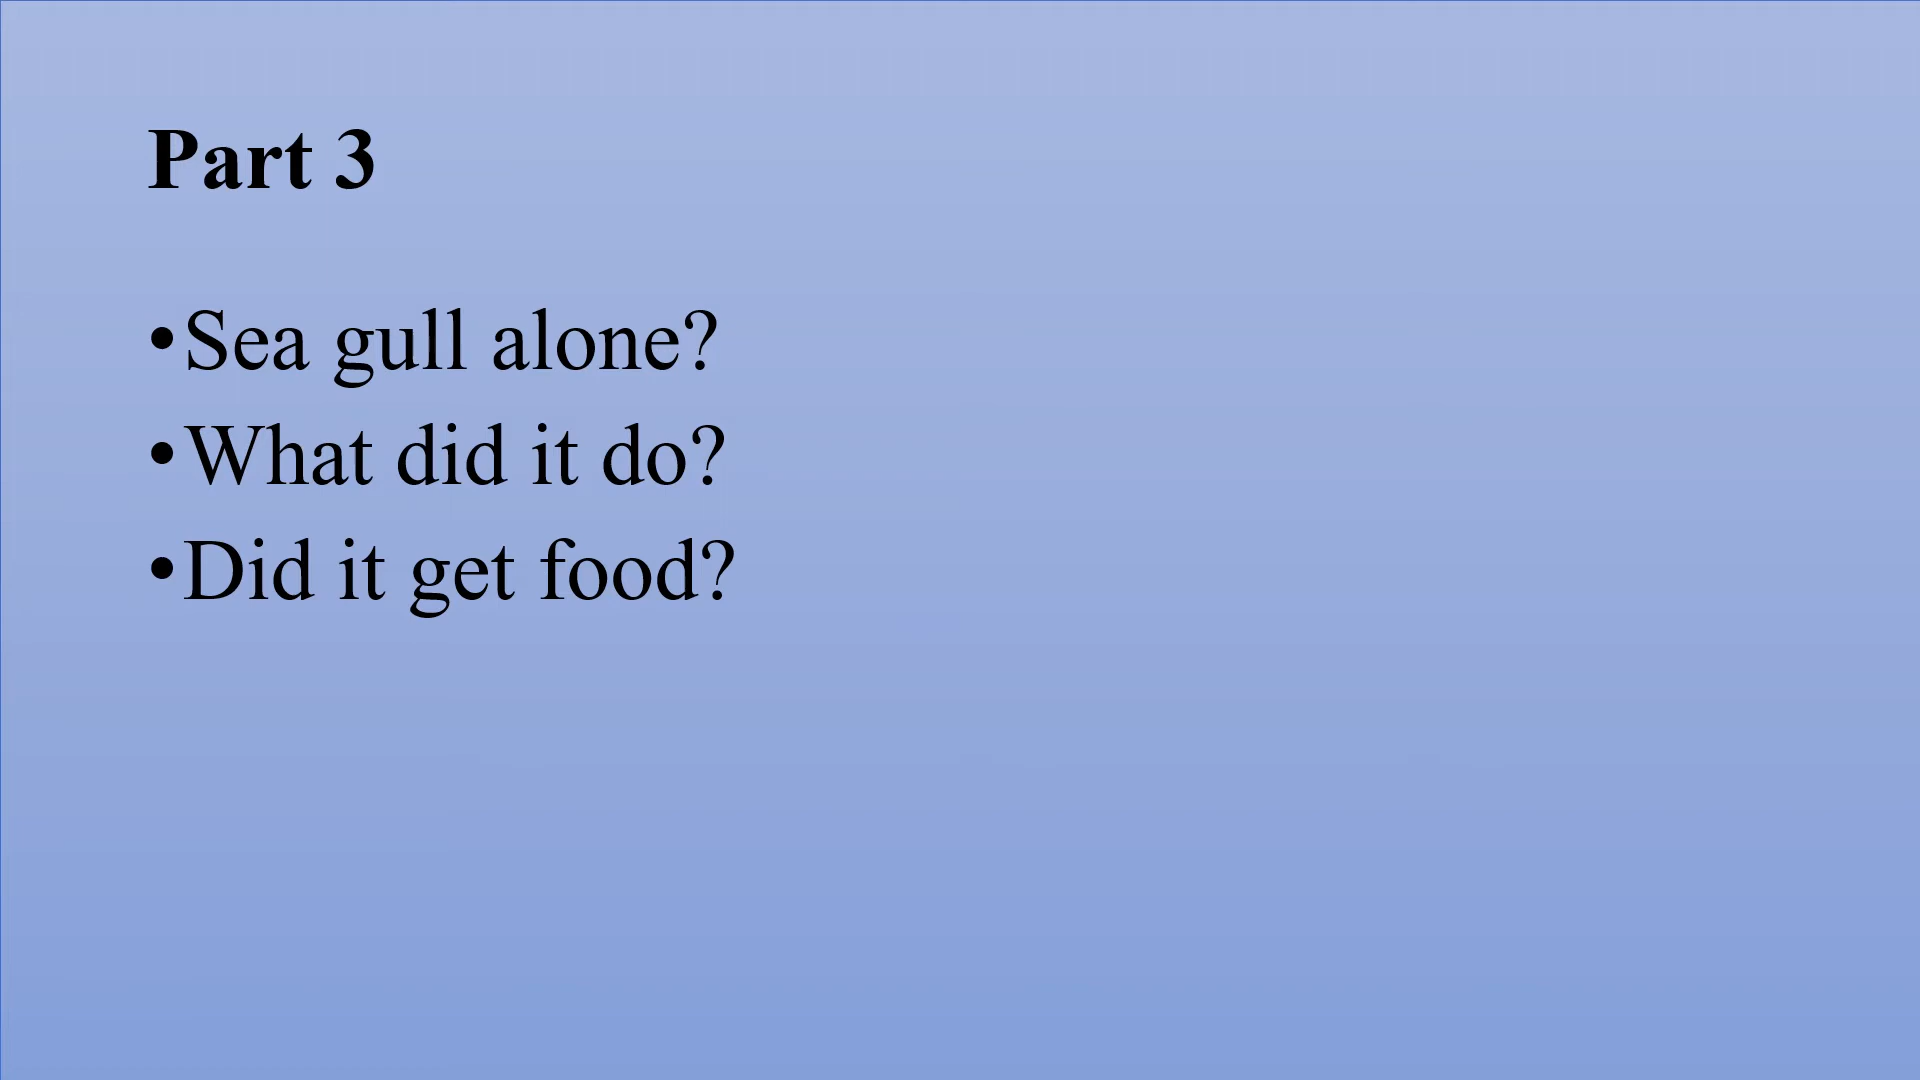 Part 3
•Sea gull alone?
•What did it do?
•Did it get food?